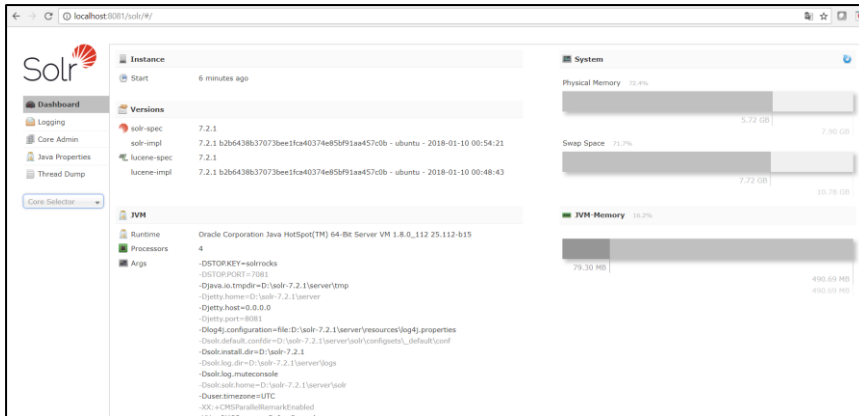 localhost:8081/solr/#/
Solr
Dashboard
Logging
Core Admin
Java Properties
Thread Dump
Core Selector
Instance
Start 6 minutes ago
Versions
solr-spec 7.2.1
solr-impl 7.2.1 b2b6438b37073bee1fca40374e85bf91aa457c0b - ubuntu - 2018-01-10 00:54:21
lucene-spec 7.2.1
lucene-impl 7.2.1 b2b6438b37073bee1fca40374e85bf91aa457c0b - ubuntu - 2018-01-10 00:48:43
JVM
Runtime Oracle Corporation Java HotSpot(TM) 64-Bit Server VM 1.8.0_112 25.112-b15
Processors 4
Args
-DSTOP.KEY=solrrocks
-DSTOP.PORT=7081
-Djava.io.tmpdir=D:\solr-7.2.1\server\tmp
-Djetty.home=D:\solr-7.2.1\server
-Djetty.host=0.0.0.0
-Djetty.port=8081
-Dlog4j.configuration=file:D:\solr-7.2.1\server\resources\log4j.properties
-Dsolr.default.confdir=D:\solr-7.2.1\server\solr\configsets\_default\conf
-Dsolr.install.dir=D:\solr-7.2.1
-Dsolr.log.dir=D:\solr-7.2.1\server\logs
-Dsolr.log.muteconsole
-Dsolr.solr.home=D:\solr-7.2.1\server\solr
-Duser.timezone=UTC
-XX:+CMSParallelRemarkEnabled
System
Physical Memory 72.4%
5.72 GB
7.90 GB
Swap Space 71.7%
7.72 GB
10.78 GB
JVM-Memory 16.2%
79.30 MB
490.69 MB
490.69 MB